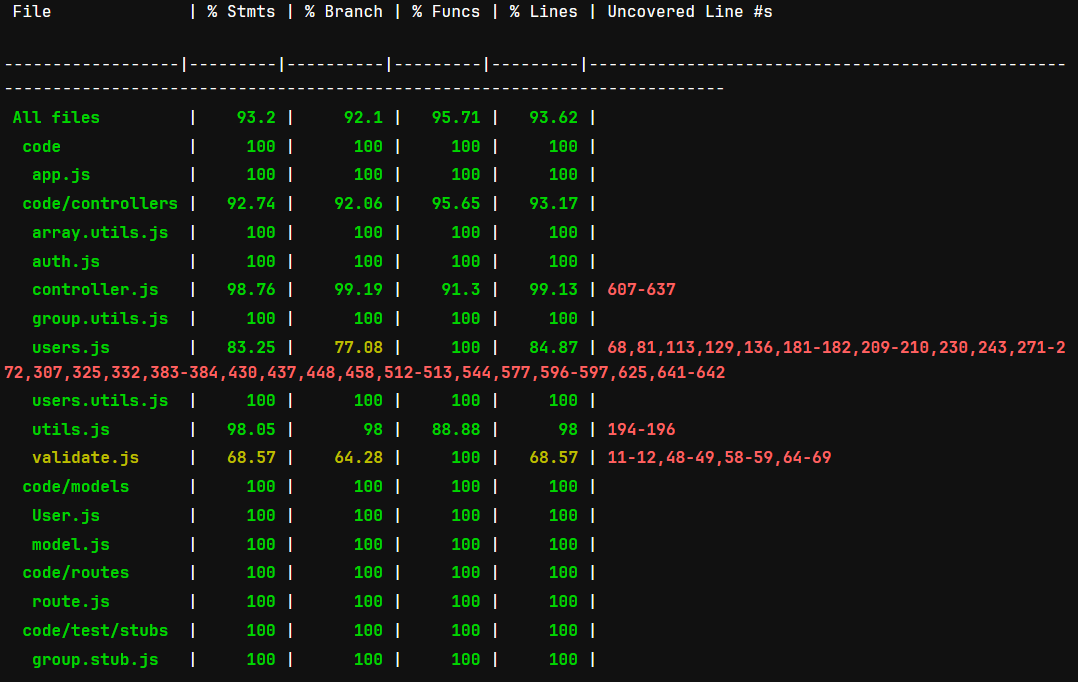 File              | % Stmts | % Branch | % Funcs | % Lines | Uncovered Line #s
------------------|---------|----------|---------|---------|-------------------------------------------------
--------------------------------------------------------------------------
All files         |    93.2 |     92.1 |   95.71 |   93.62 |
 code             |     100 |      100 |     100 |     100 |
  app.js          |     100 |      100 |     100 |     100 |
 code/controllers |   92.74 |    92.06 |   95.65 |   93.17 |
  array.utils.js  |     100 |      100 |     100 |     100 |
  auth.js         |     100 |      100 |     100 |     100 |
  controller.js   |   98.76 |    99.19 |    91.3 |   99.13 | 607-637
  group.utils.js  |     100 |      100 |     100 |     100 |
  users.js        |   83.25 |    77.08 |     100 |   84.87 | 68,81,113,129,136,181-182,209-210,230,243,271-2
72,307,325,332,383-384,430,437,448,458,512-513,544,577,596-597,625,641-642
  users.utils.js  |     100 |      100 |     100 |     100 |
  utils.js        |   98.05 |       98 |   88.88 |      98 | 194-196
  validate.js     |   68.57 |    64.28 |     100 |   68.57 | 11-12,48-49,58-59,64-69
 code/models      |     100 |      100 |     100 |     100 |
  User.js         |     100 |      100 |     100 |     100 |
  model.js        |     100 |      100 |     100 |     100 |
 code/routes      |     100 |      100 |     100 |     100 |
  route.js        |     100 |      100 |     100 |     100 |
 code/test/stubs  |     100 |      100 |     100 |     100 |
  group.stub.js   |     100 |      100 |     100 |     100 |